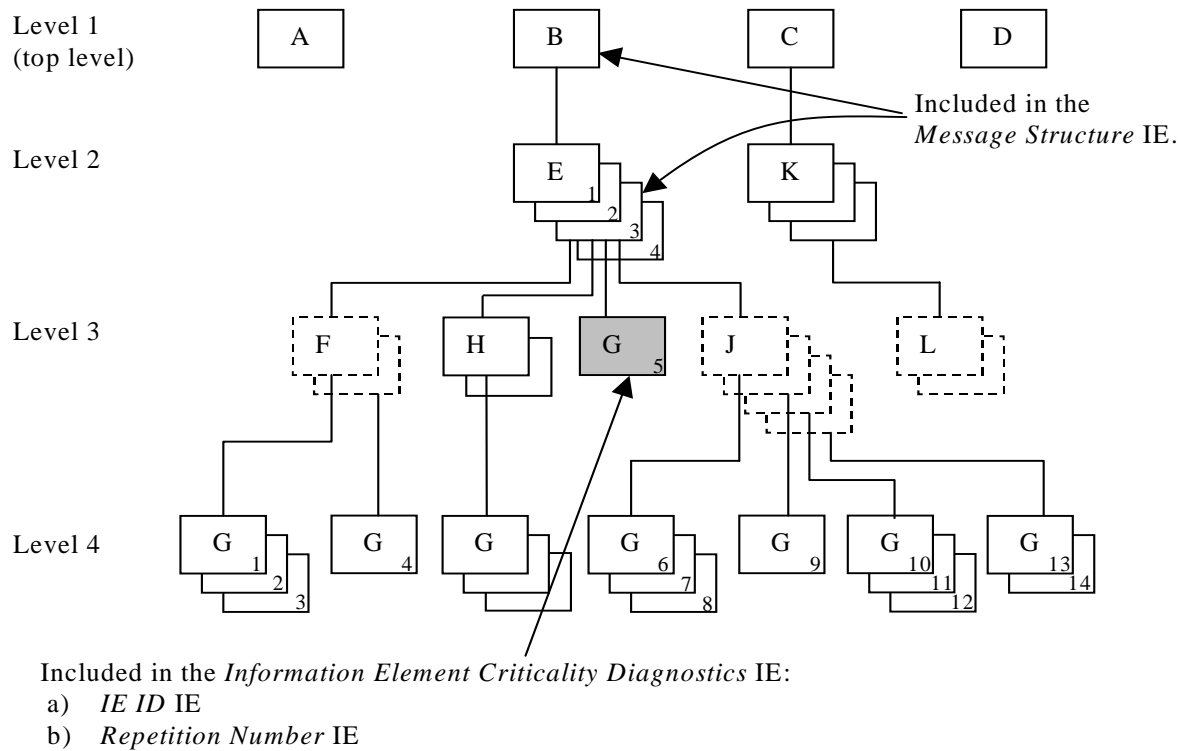 Level 1
(top level)
A
B
C
D
Included in the
Message Structure IE.
Level 2
E
1
2
3
4
K
Level 3
F
H
G
5
J
L
Level 4
G
1
2
3
G
4
G
G
6
7
8
G
9
G
10
11
12
G
13
14
Included in the Information Element Criticality Diagnostics IE:
a) IE ID IE
b) Repetition Number IE